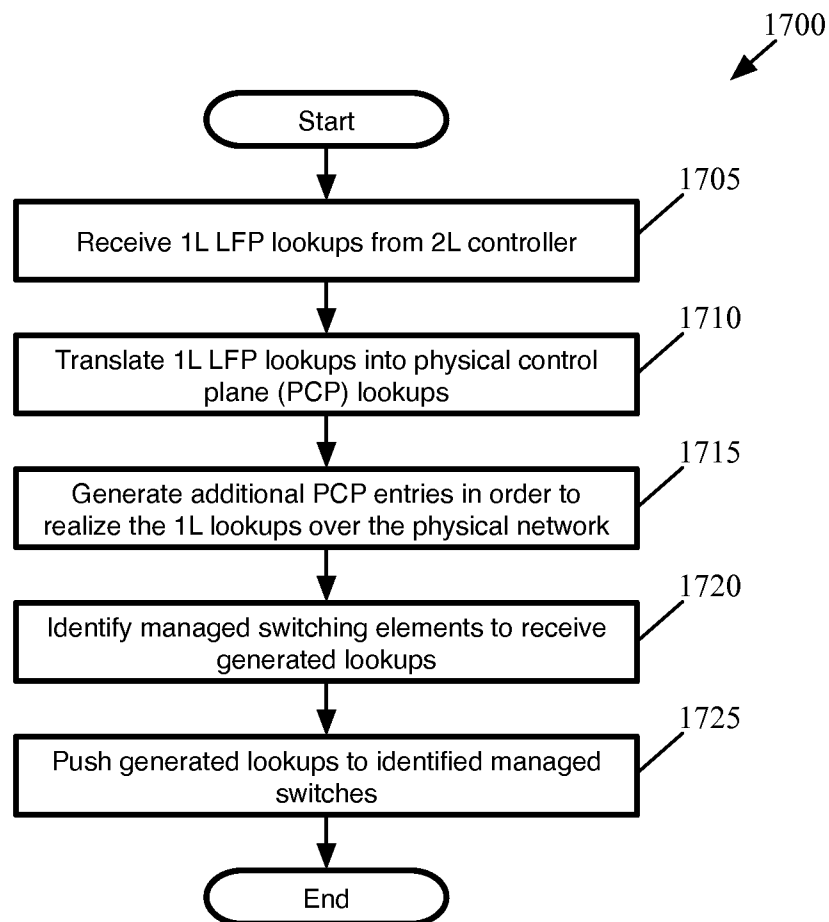 1700
Start
1705
Receive 1L LFP lookups from 2L controller
1710
Translate 1L LFP lookups into physical control
plane (PCP) lookups
1715
Generate additional PCP entries in order to
realize the 1L lookups over the physical network
1720
Identify managed switching elements to receive
generated lookups
1725
Push generated lookups to identified managed
switches
End